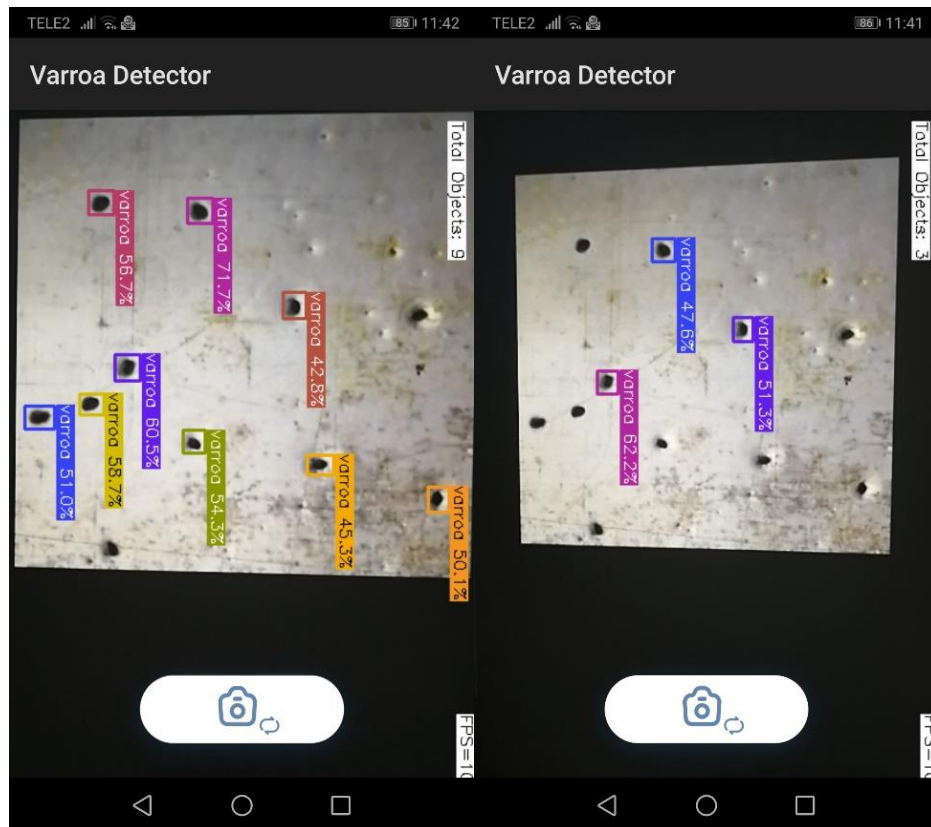 TELE2
85
11:42
Varroa Detector
Total Objects: 9
varroa 56.7%
varroa 71.7%
varroa 42.8%
varroa 60.5%
varroa 58.7%
varroa 51.0%
varroa 54.3%
varroa 45.3%
varroa 50.1%
TELE2
86
11:41
Varroa Detector
Total Objects: 3
varroa 47.6%
varroa 51.3%
varroa 62.2%